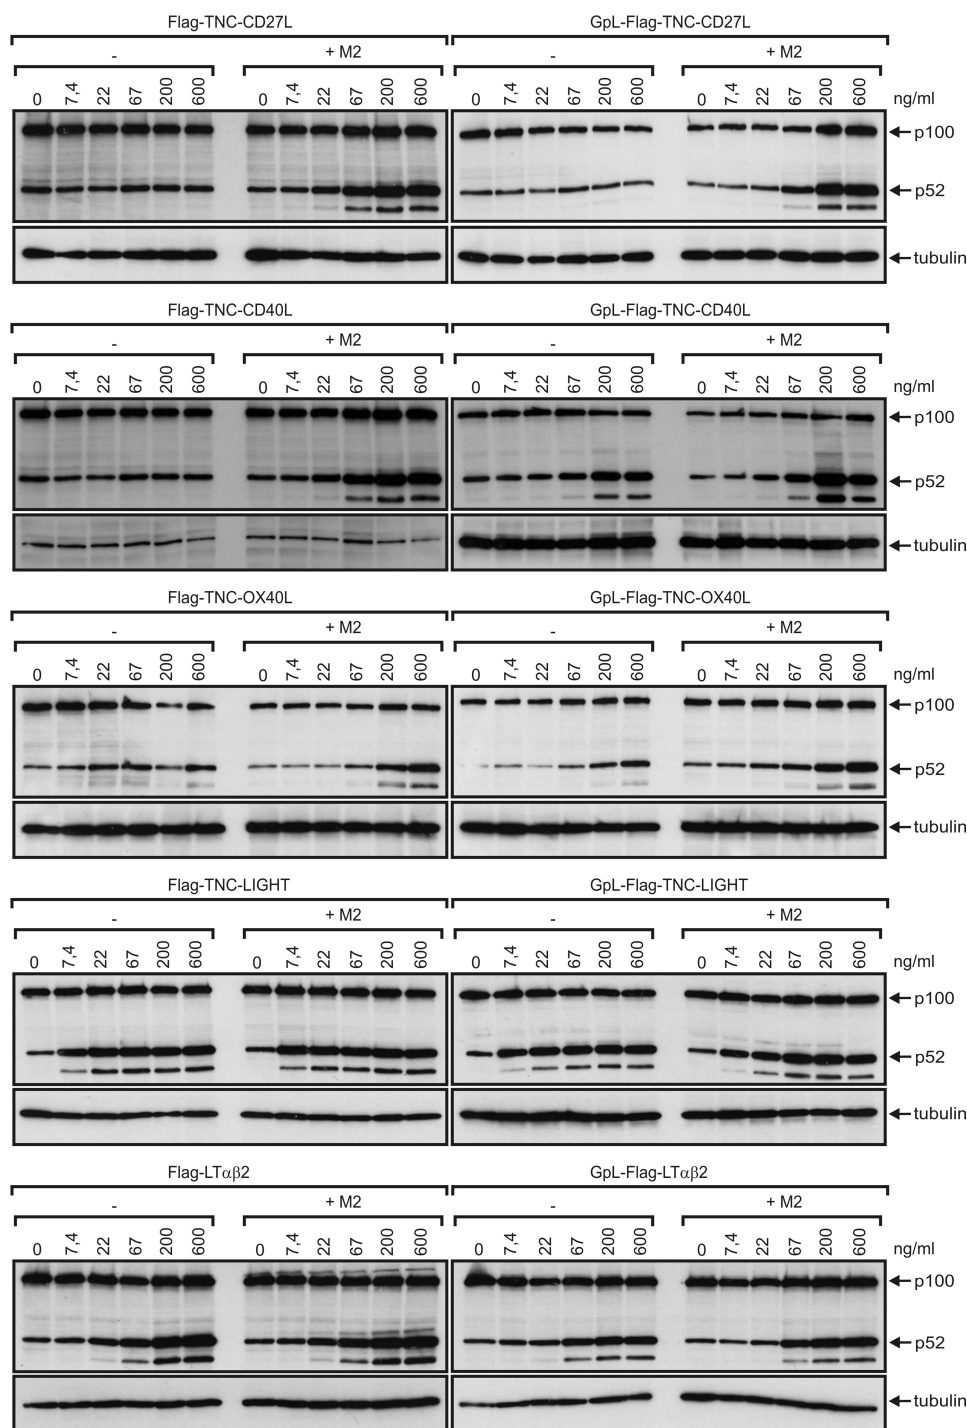 Flag-TNC-CD27L GpL-Flag-TNC-CD27L
- + M2 - + M2
0 7,4 22 67 200 600 0 7,4 22 67 200 600 0 7,4 22 67 200 600 0 7,4 22 67 200 600 ng/ml
p100
p52
tubulin
Flag-TNC-CD40L GpL-Flag-TNC-CD40L
- + M2 - + M2
0 7,4 22 67 200 600 0 7,4 22 67 200 600 0 7,4 22 67 200 600 0 7,4 22 67 200 600 ng/ml
p100
p52
tubulin
Flag-TNC-OX40L GpL-Flag-TNC-OX40L
- + M2 - + M2
0 7,4 22 67 200 600 0 7,4 22 67 200 600 0 7,4 22 67 200 600 0 7,4 22 67 200 600 ng/ml
p100
p52
tubulin
Flag-TNC-LIGHT GpL-Flag-TNC-LIGHT
- + M2 - + M2
0 7,4 22 67 200 600 0 7,4 22 67 200 600 0 7,4 22 67 200 600 0 7,4 22 67 200 600 ng/ml
p100
p52
tubulin
Flag-LTαβ2 GpL-Flag-LTαβ2
- + M2 - + M2
0 7,4 22 67 200 600 0 7,4 22 67 200 600 0 7,4 22 67 200 600 0 7,4 22 67 200 600 ng/ml
p100
p52
tubulin